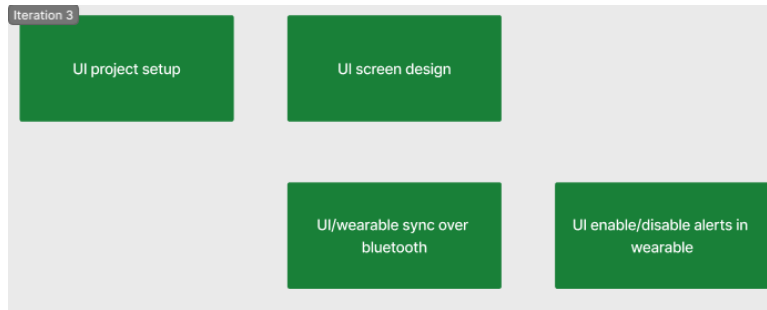 Iteration 3
UI project setup
UI screen design
UI/wearable sync over
bluetooth
UI enable/disable alerts in
wearable